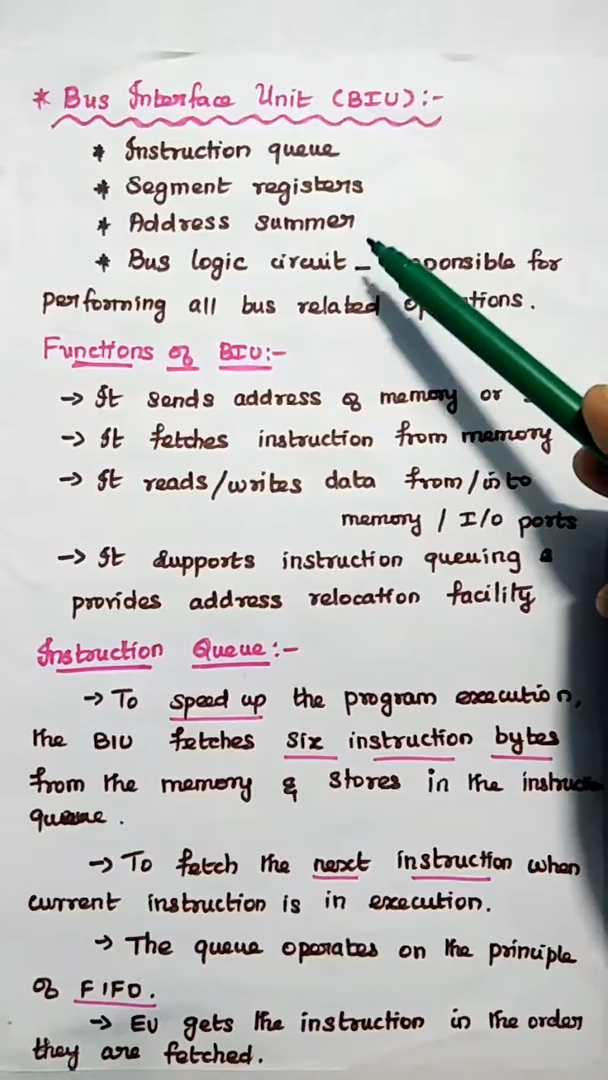 * Bus Interface Unit (BIU):-
* Instruction queue
* Segment registers
* Address summer
* Bus logic circuit - responsible for
performing all bus related operations.
Functions of BIU:-
→ It sends address of memory or
→ It fetches instruction from memory
→ It reads/writes data from/into
memory / I/O ports
→ It supports instruction queuing &
provides address relocation facility
Instruction Queue:-
→ To speed up the program execution,
the BIU fetches six instruction bytes
from the memory & stores in the instruction
queue.
→ To fetch the next instruction when
current instruction is in execution.
→ The queue operates on the principle
of FIFO.
→ EU gets the instruction in the order
they are fetched.